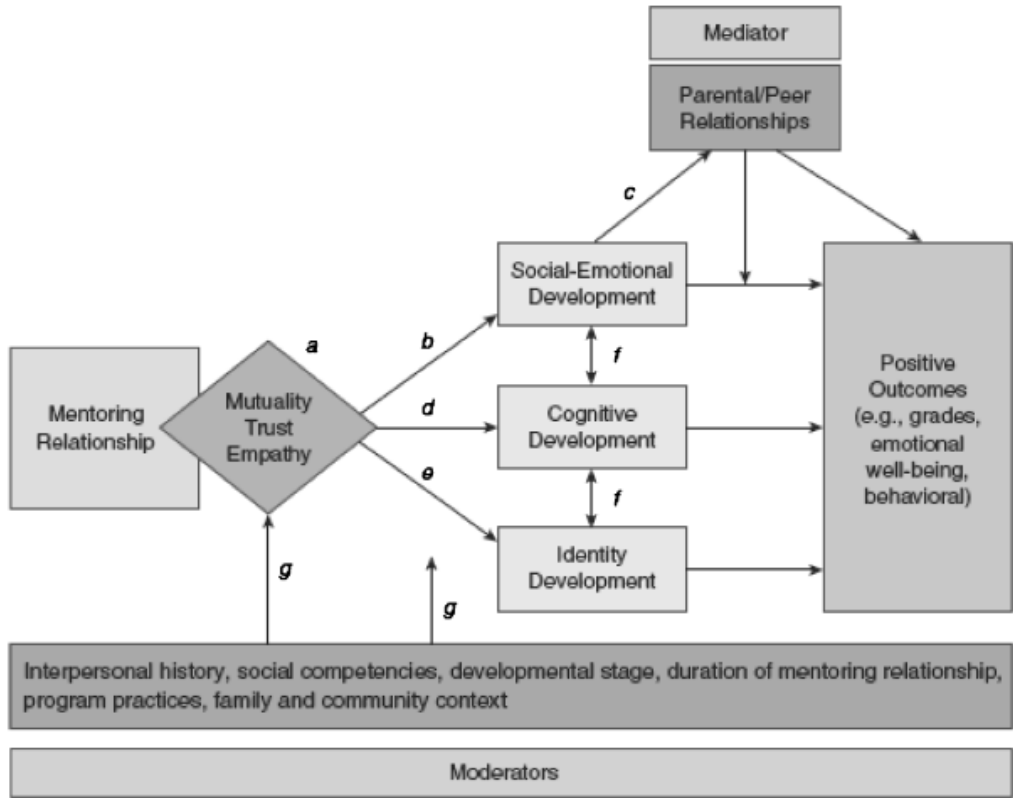 Mediator
Parental/Peer
Relationships
c
Social-Emotional
Development
a
b
f
Mentoring
Relationship
Mutuality
Trust
Empathy
d
Cognitive
Development
Positive
Outcomes
(e.g., grades,
emotional
well-being,
behavioral)
e
f
Identity
Development
g
g
Interpersonal history, social competencies, developmental stage, duration of mentoring relationship,
program practices, family and community context
Moderators